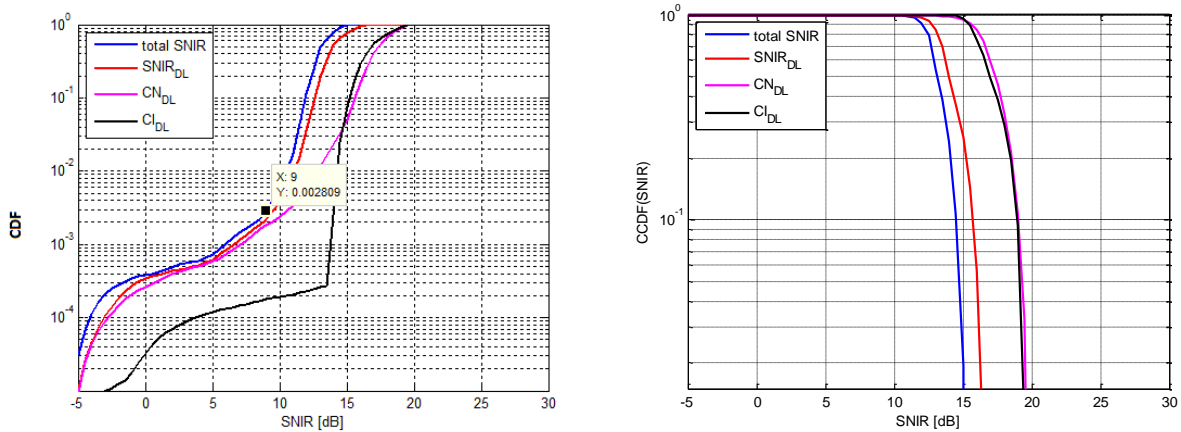 10^0
10^-1
10^-2
10^-3
10^-4
CDF
total SNIR
SNIR_DL
CN_DL
CI_DL
X: 9
Y: 0.002809
-5 0 5 10 15 20 25 30
SNIR [dB]
10^0
10^-1
CCDF(SNIR)
total SNIR
SNIR_DL
CN_DL
CI_DL
-5 0 5 10 15 20 25 30
SNIR [dB]